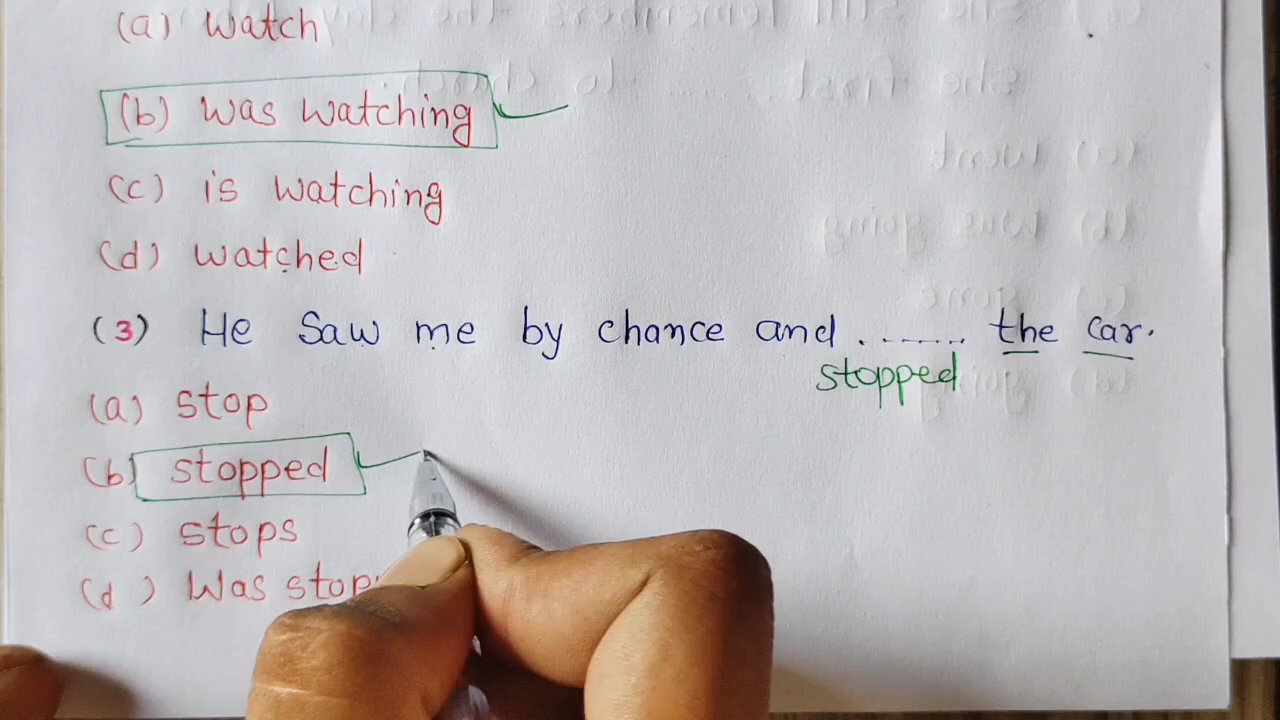 (a) watch
(b) was watching
(c) is watching
(d) watched
(3) He saw me by chance and ........ the car.
stopped
(a) stop
(b) stopped
(c) stops
(d) Was